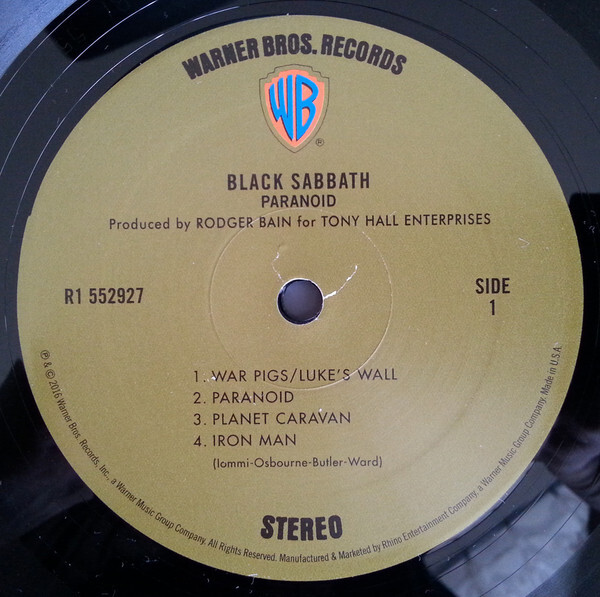 WARNER BROS. RECORDS
WB
®
BLACK SABBATH
PARANOID
Produced by RODGER BAIN for TONY HALL ENTERPRISES
R1 552927
SIDE
1
1. WAR PIGS/LUKE'S WALL
2. PARANOID
3. PLANET CARAVAN
4. IRON MAN
(Iommi-Osbourne-Butler-Ward)
STEREO
℗ & © 2016 Warner Bros. Records, Inc., a Warner Music Group Company. All Rights Reserved. Manufactured & Marketed by Rhino Entertainment Company, a Warner Music Group Company. Made in U.S.A.